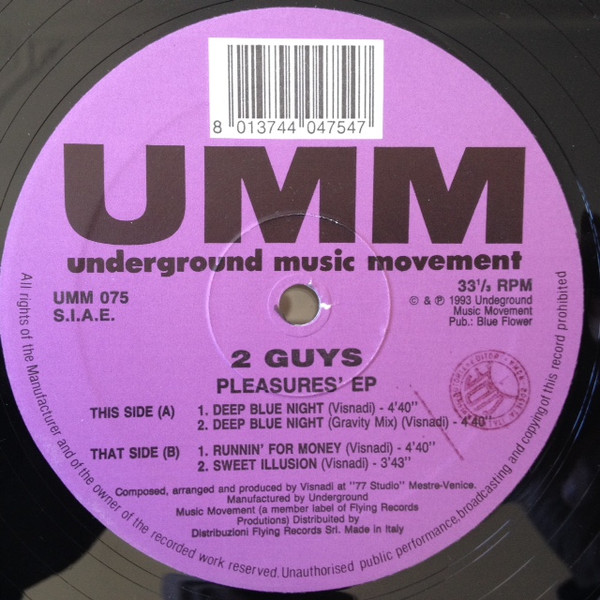 8 013744 047547
UMM
underground music movement
UMM 075
S.I.A.E.
33⅓ RPM
© & ℗ 1993 Undeground
Music Movement
Pub.: Blue Flower
2 GUYS
PLEASURES' EP
THIS SIDE (A) 1. DEEP BLUE NIGHT (Visnadi) - 4'40"
2. DEEP BLUE NIGHT (Gravity Mix) (Visnadi) - 4'40"
THAT SIDE (B) 1. RUNNIN' FOR MONEY (Visnadi) - 4'40"
2. SWEET ILLUSION (Visnadi) - 3'43"
Composed, arranged and produced by Visnadi at "77 Studio" Mestre-Venice.
Manufactured by Underground
Music Movement (a member label of Flying Records
Produtions) Distribuited by
Distribuzioni Flying Records Srl. Made in Italy
All rights of the Manufacturer and of the owner of the recorded work reserved. Unauthorised public performance, broadcasting and copying of this record prohibited